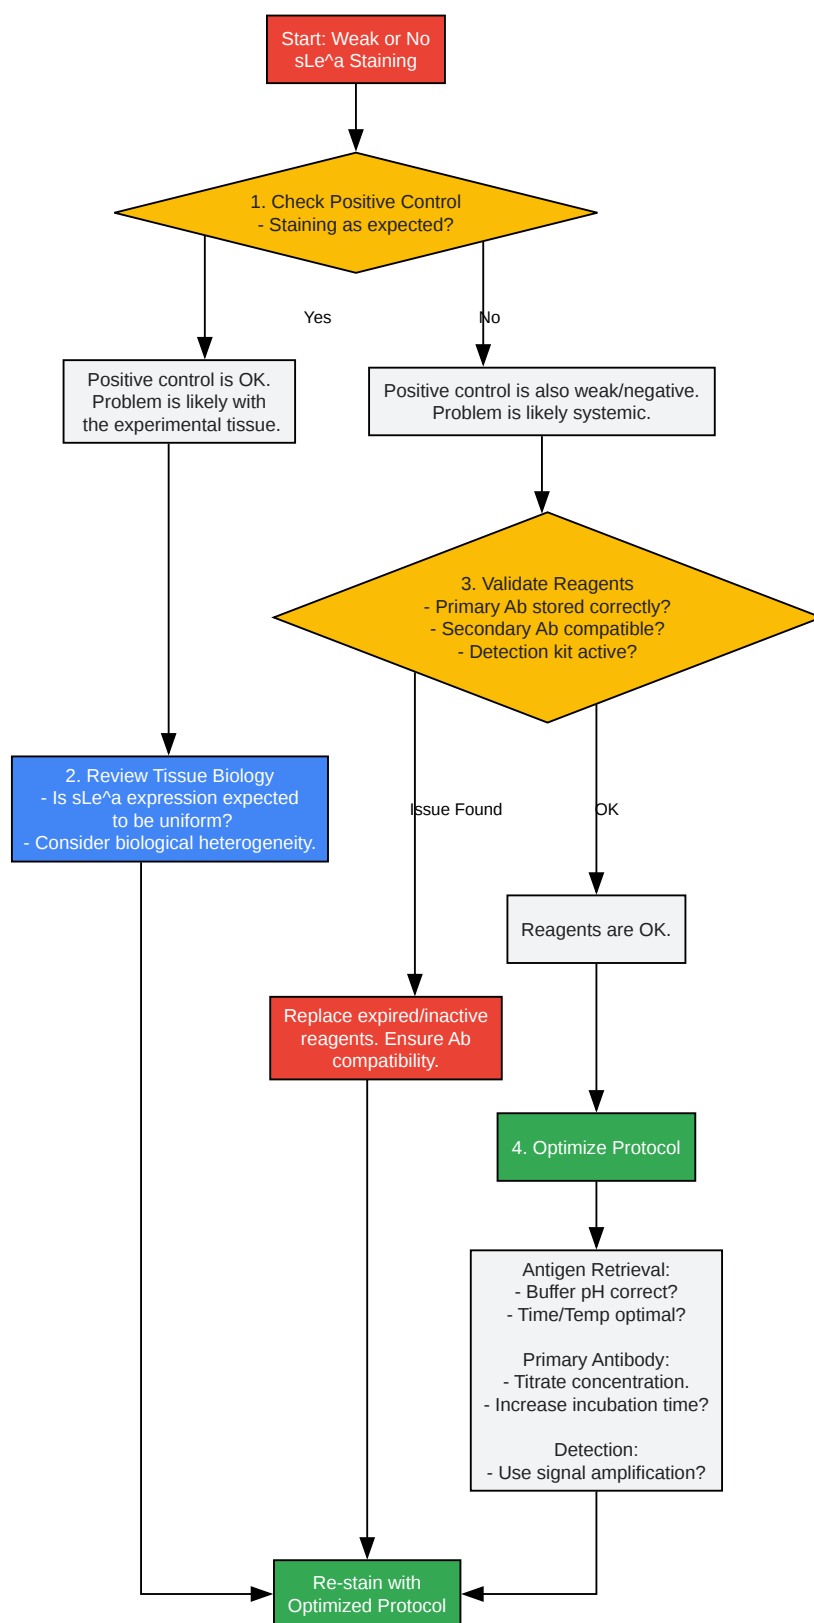 Start: Weak or No
sLe^a Staining
1. Check Positive Control
- Staining as expected?
Yes
No
Positive control is OK.
Problem is likely with
the experimental tissue.
Positive control is also weak/negative.
Problem is likely systemic.
3. Validate Reagents
- Primary Ab stored correctly?
- Secondary Ab compatible?
- Detection kit active?
2. Review Tissue Biology
- Is sLe^a expression expected
to be uniform?
- Consider biological heterogeneity.
Issue Found
OK
Reagents are OK.
Replace expired/inactive
reagents. Ensure Ab
compatibility.
4. Optimize Protocol
Antigen Retrieval:
- Buffer pH correct?
- Time/Temp optimal?
Primary Antibody:
- Titrate concentration.
- Increase incubation time?
Detection:
- Use signal amplification?
Re-stain with
Optimized Protocol